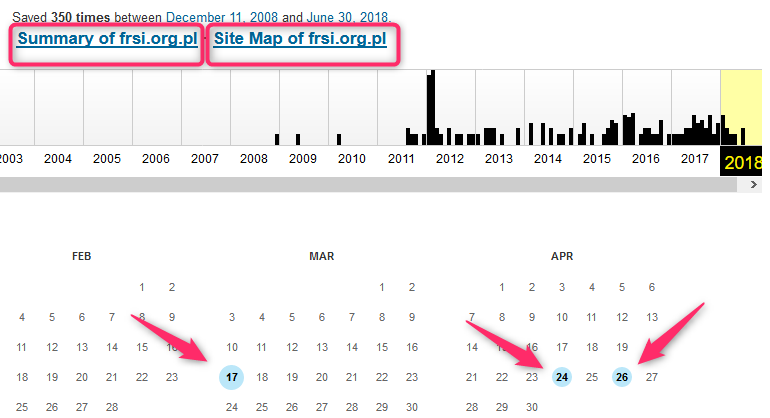 Saved 350 times between December 11, 2008 and June 30, 2018.
Summary of frsi.org.pl - Site Map of frsi.org.pl
2003 2004 2005 2006 2007 2008 2009 2010 2011 2012 2013 2014 2015 2016 2017 2018
FEB MAR APR
1 2 1 2 1 2 3 4 5 6
4 5 6 7 8 9 3 4 5 6 7 8 9 7 8 9 10 11 12 13
11 12 13 14 15 16 10 11 12 13 14 15 16 14 15 16 17 18 19
18 19 20 21 22 23 17 18 19 20 21 22 23 21 22 23 24 25 26 27
25 26 27 28 24 25 26 27 28 29 30 28 29 30